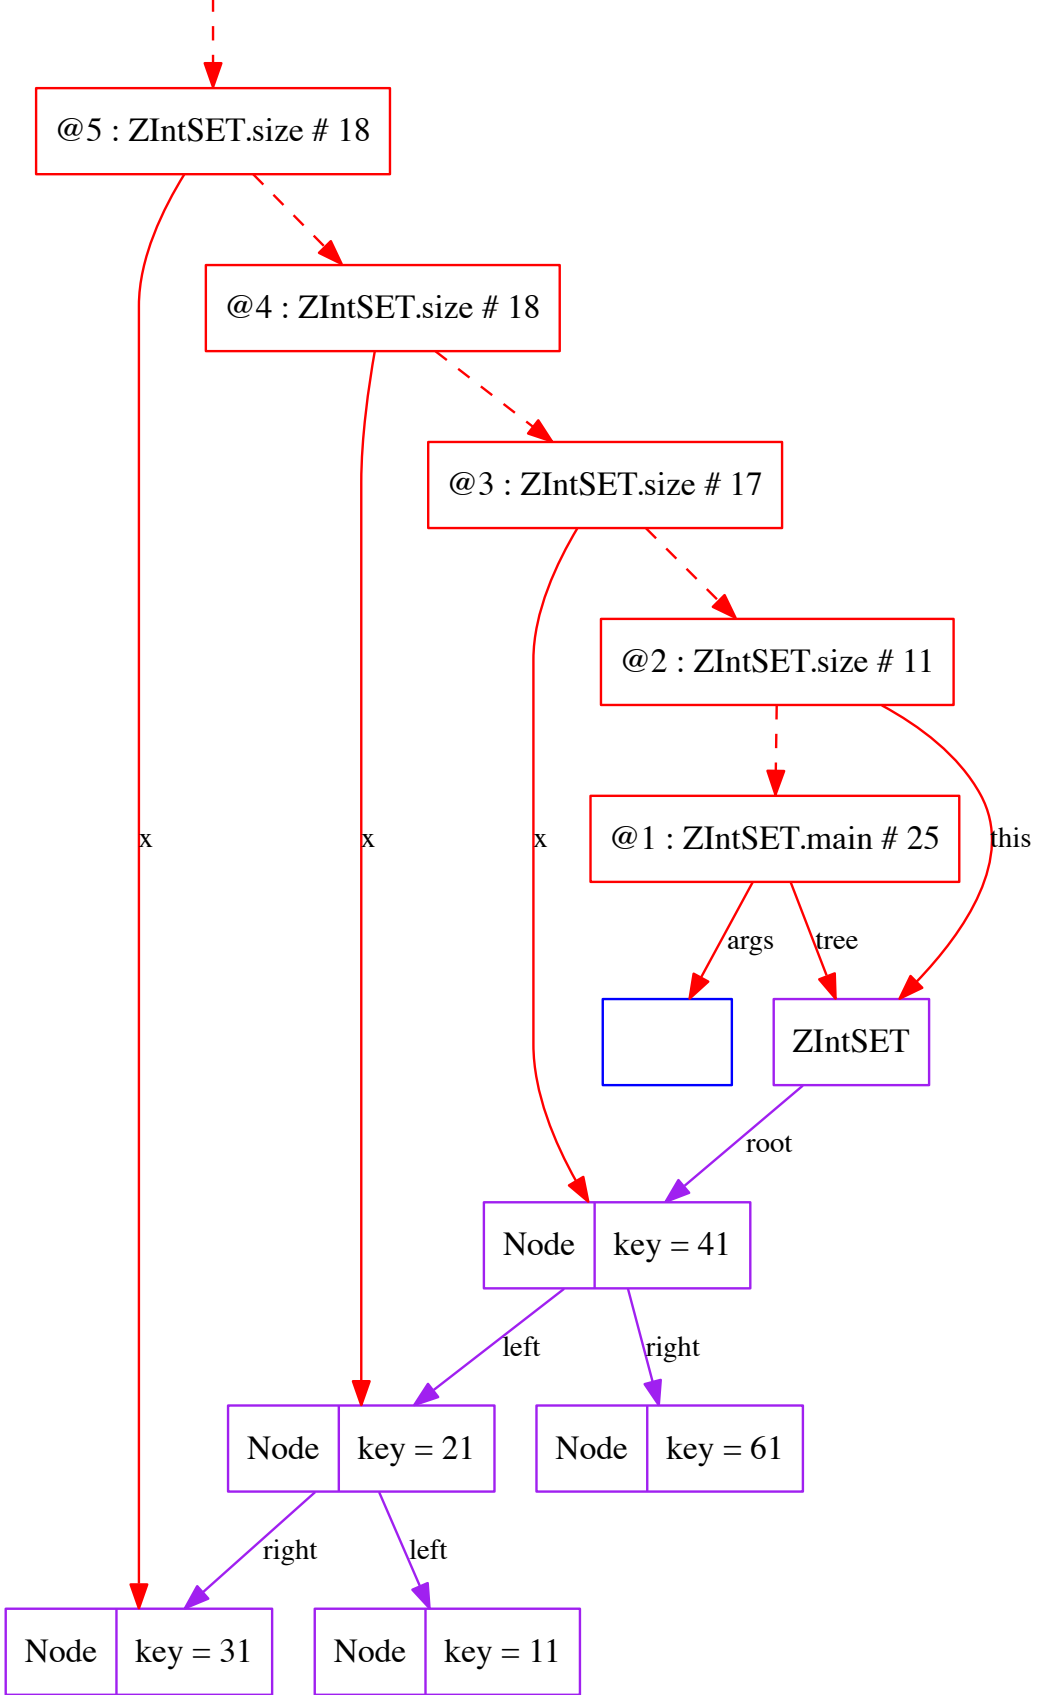 @5 : ZIntSET.size # 18
@4 : ZIntSET.size # 18
@3 : ZIntSET.size # 17
@2 : ZIntSET.size # 11
x
x
x
@1 : ZIntSET.main # 25
this
args
tree
ZIntSET
root
Node
key = 41
left
right
Node
key = 21
Node
key = 61
right
left
Node
key = 31
Node
key = 11